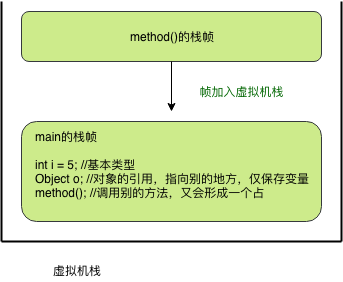 method()的栈帧
帧加入虚拟机栈
main的栈帧
int i = 5; //基本类型
Object o; //对象的引用，指向别的地方，仅保存变量
method(); //调用别的方法，又会形成一个占
虚拟机栈